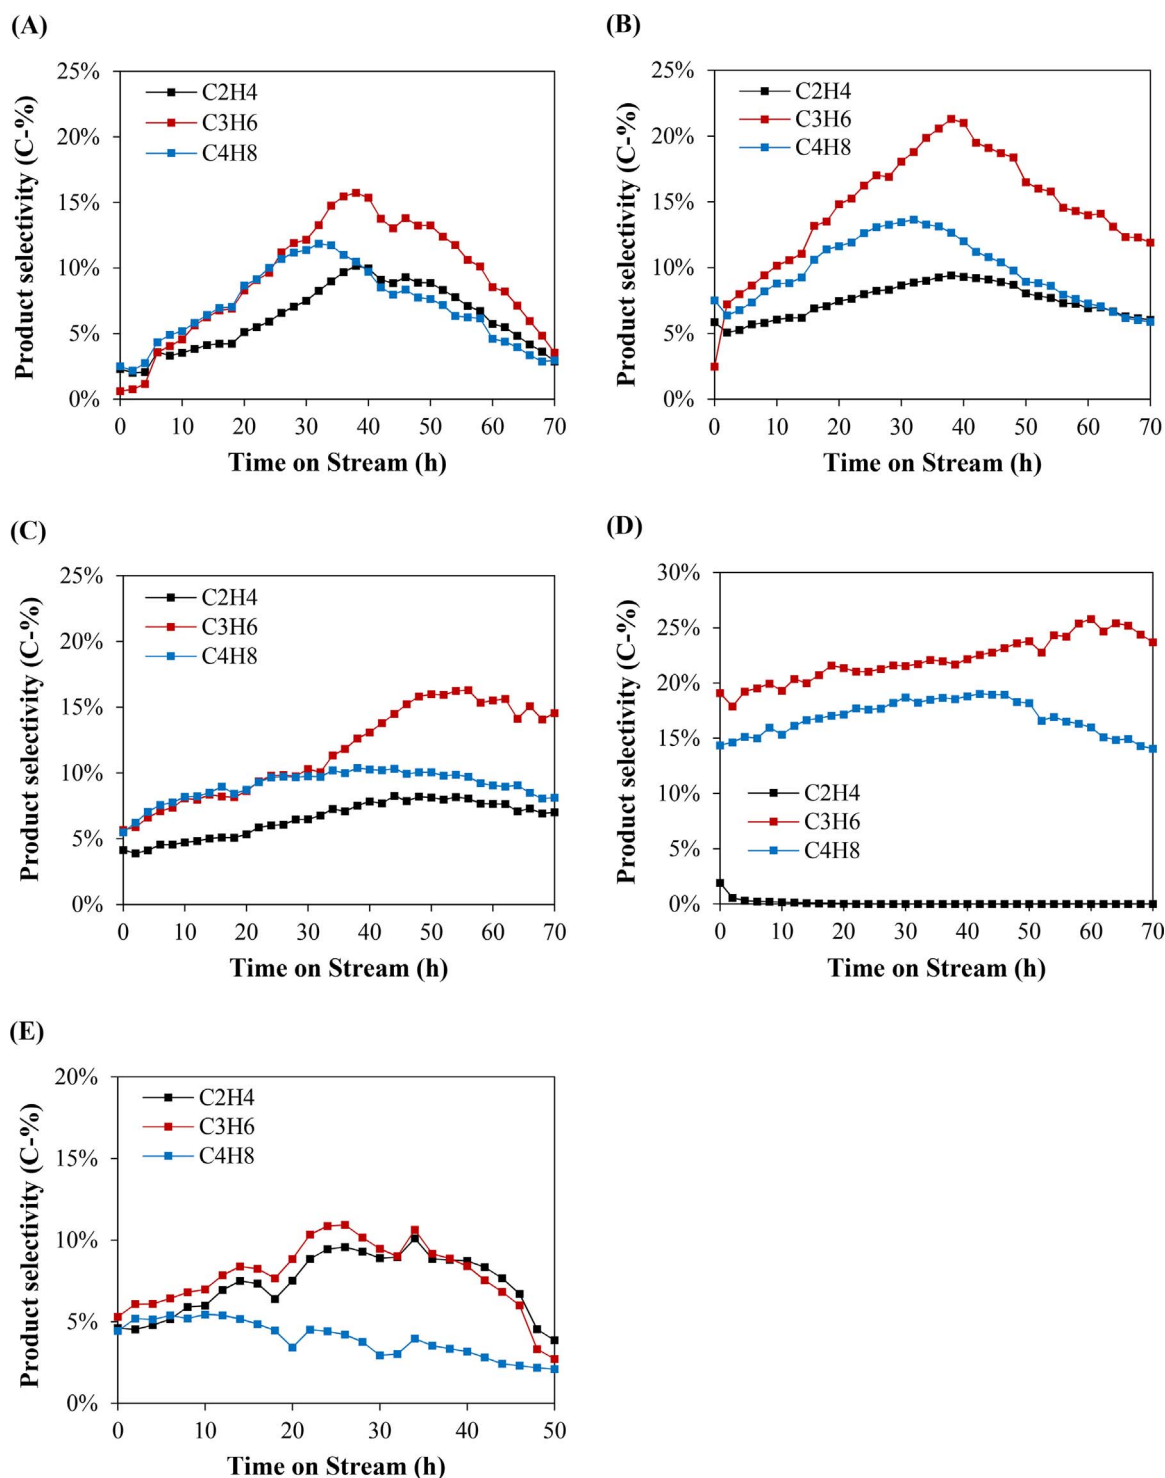 (A)
Product selectivity (C-%)
25%
20%
15%
10%
5%
0%
C2H4
C3H6
C4H8
0 10 20 30 40 50 60 70
Time on Stream (h)
(B)
Product selectivity (C-%)
25%
20%
15%
10%
5%
0%
C2H4
C3H6
C4H8
0 10 20 30 40 50 60 70
Time on Stream (h)
(C)
Product selectivity (C-%)
25%
20%
15%
10%
5%
0%
C2H4
C3H6
C4H8
0 10 20 30 40 50 60 70
Time on Stream (h)
(D)
Product selectivity (C-%)
30%
25%
20%
15%
10%
5%
0%
C2H4
C3H6
C4H8
0 10 20 30 40 50 60 70
Time on Stream (h)
(E)
Product selectivity (C-%)
20%
15%
10%
5%
0%
C2H4
C3H6
C4H8
0 10 20 30 40 50
Time on Stream (h)